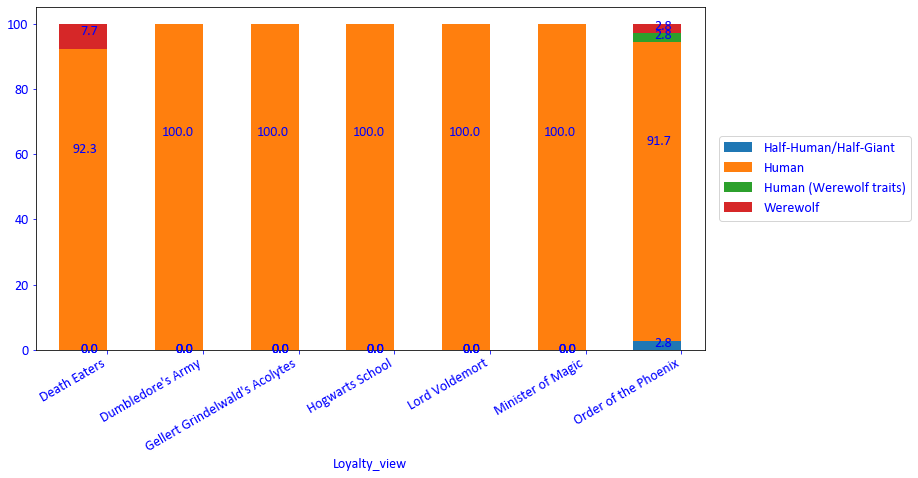 100
80
60
40
20
0
7.7
92.3
0.0
100.0
0.0
100.0
0.0
100.0
0.0
100.0
0.0
100.0
0.0
2.8
2.8
91.7
2.8
Death Eaters
Dumbledore's Army
Gellert Grindelwald's Acolytes
Hogwarts School
Lord Voldemort
Minister of Magic
Order of the Phoenix
Loyalty_view
Half-Human/Half-Giant
Human
Human (Werewolf traits)
Werewolf